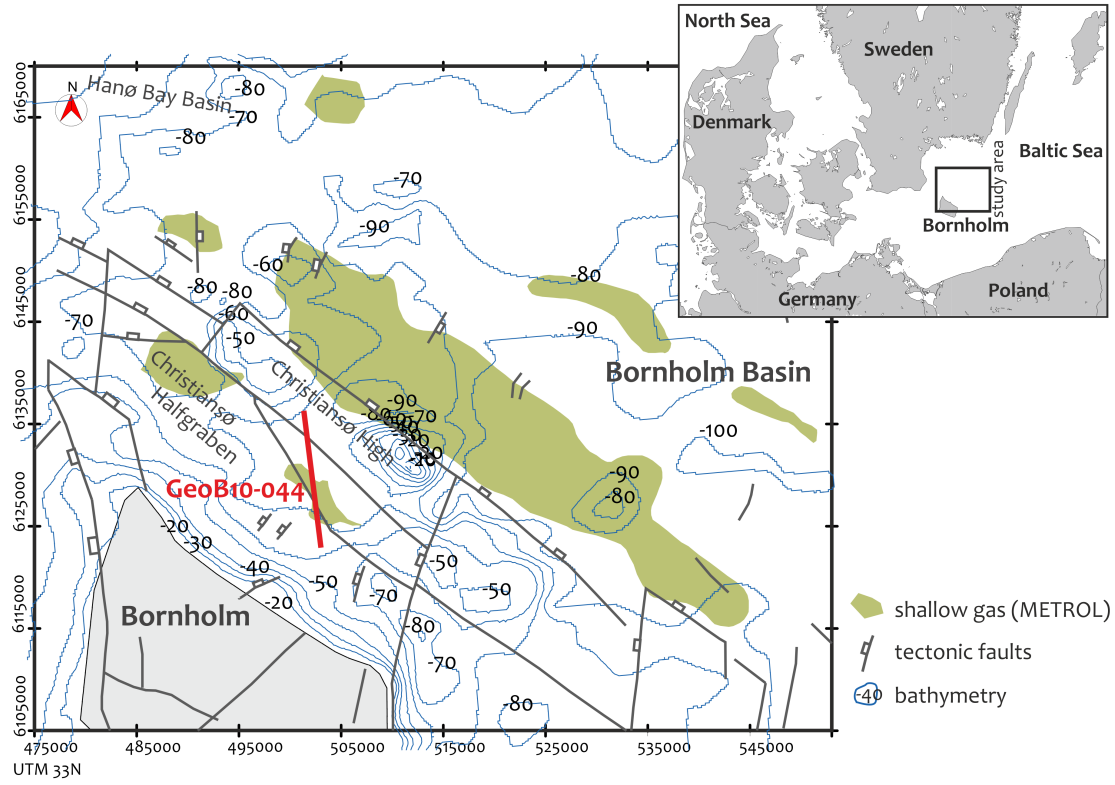 North Sea
Sweden
Denmark
Baltic Sea
study area
Bornholm
Germany
Poland
N
Hanø Bay Basin
-80
-70
-80
-70
-90
-60
-80
-80
-60
-50
-70
-80
-90
Bornholm Basin
Christiansø
Halfgraben
Christiansø High
-90
-80
-70
-20
-100
-90
-80
GeoB10-044
-20
-30
-40
-50
-20
-70
-50
-50
-80
-70
-80
Bornholm
6165000
6155000
6145000
6135000
6125000
6115000
6105000
475000
485000
495000
505000
515000
525000
535000
545000
UTM 33N
shallow gas (METROL)
tectonic faults
-40 bathymetry